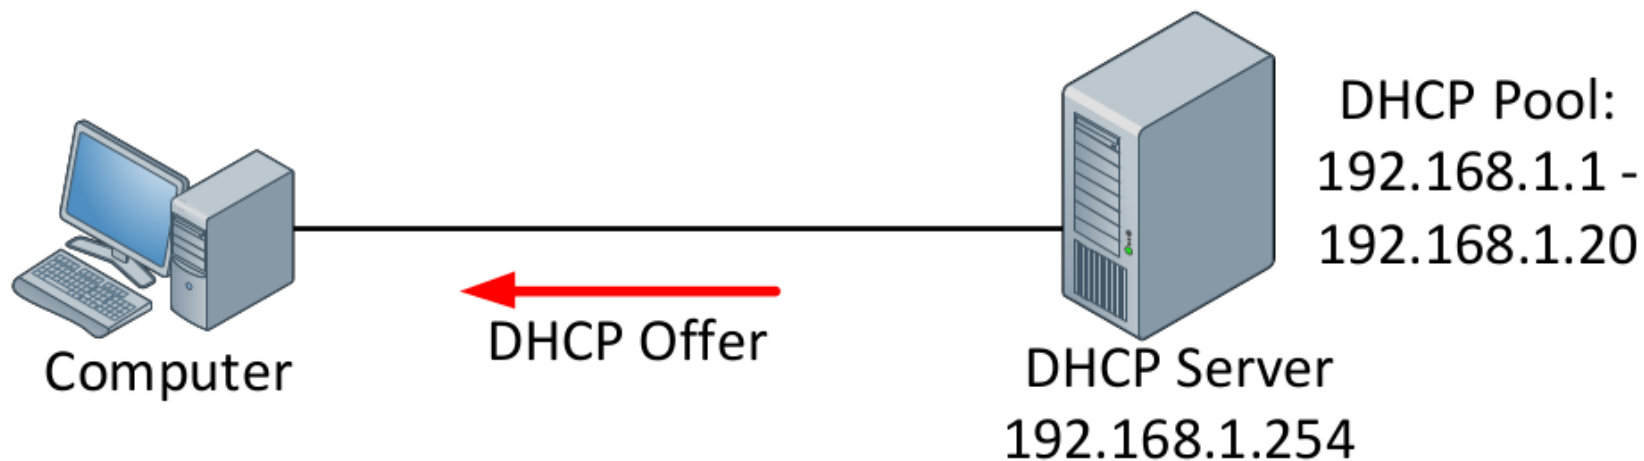 DHCP Pool:
192.168.1.1 -
192.168.1.20
DHCP Offer
Computer
DHCP Server
192.168.1.254